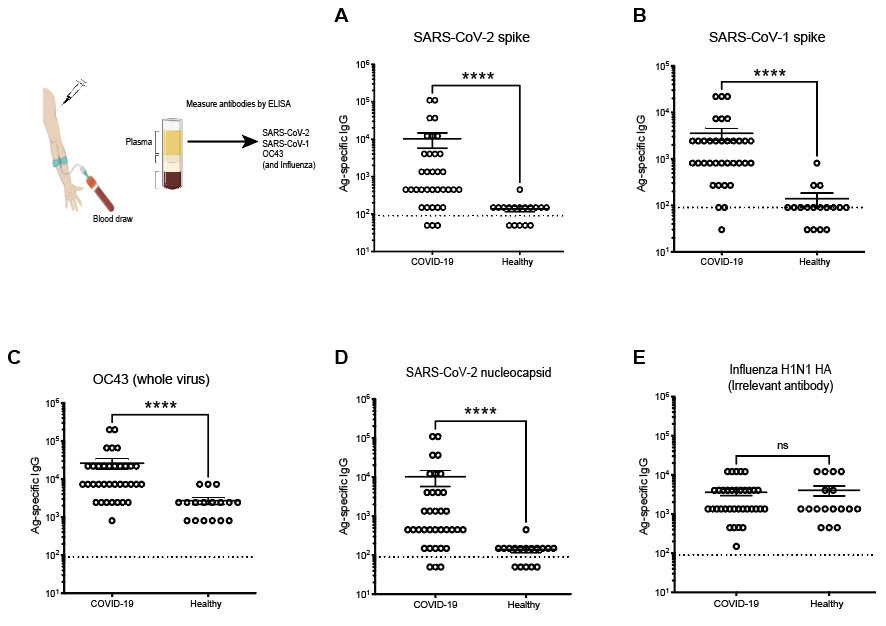 A
SARS-CoV-2 spike
Ag-specific IgG
10^6
10^5
10^4
10^3
10^2
10^1
****
COVID-19
Healthy
B
SARS-CoV-1 spike
Ag-specific IgG
10^5
10^4
10^3
10^2
10^1
****
COVID-19
Healthy
Measure antibodies by ELISA
Plasma
SARS-CoV-2
SARS-CoV-1
OC43
(and Influenza)
Blood draw
C
OC43 (whole virus)
Ag-specific IgG
10^6
10^5
10^4
10^3
10^2
10^1
****
COVID-19
Healthy
D
SARS-CoV-2 nucleocapsid
Ag-specific IgG
10^6
10^5
10^4
10^3
10^2
10^1
****
COVID-19
Healthy
E
Influenza H1N1 HA
(Irrelevant antibody)
Ag-specific IgG
10^6
10^5
10^4
10^3
10^2
10^1
ns
COVID-19
Healthy